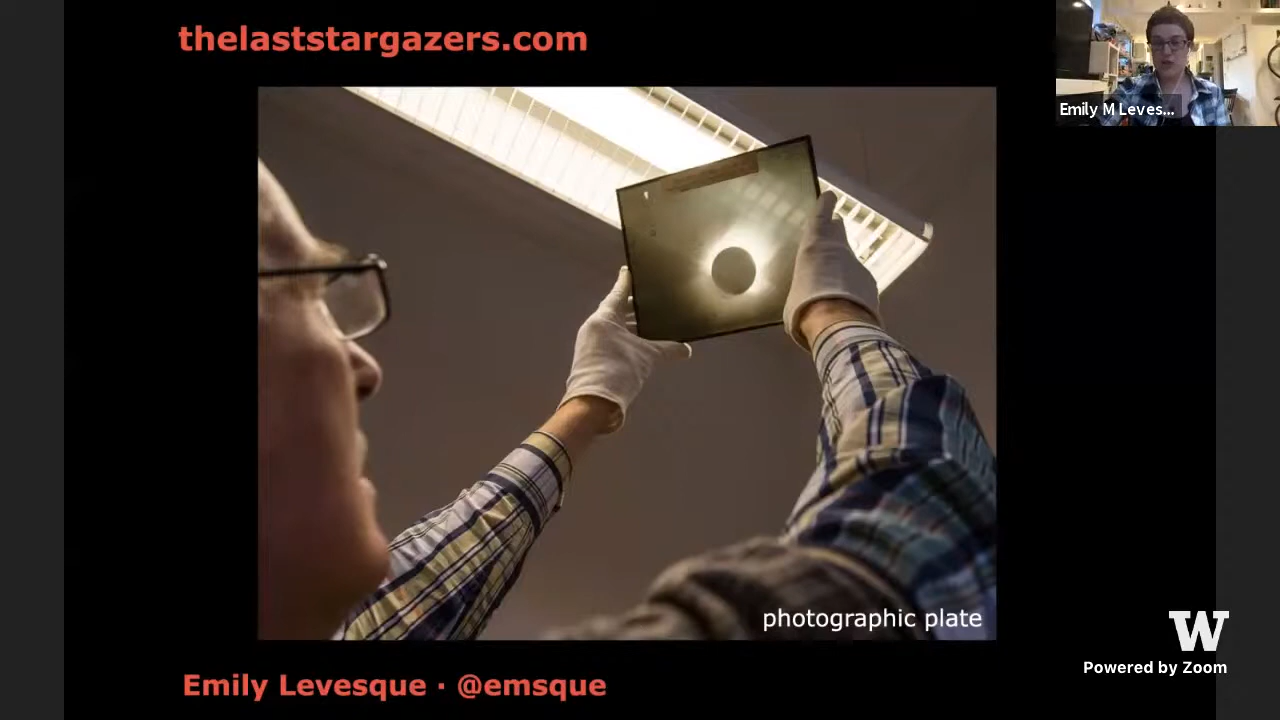 thelaststargazers.com
Emily M Leves...
photographic plate
W
Powered by Zoom
Emily Levesque · @emsque